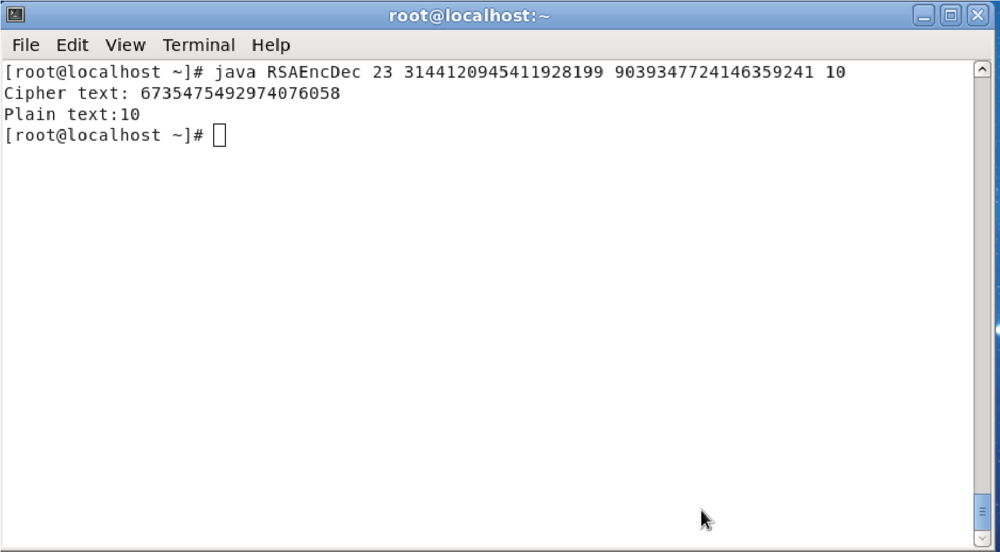 root@localhost:~
File Edit View Terminal Help
[root@localhost ~]# java RSAEncDec 23 3144120945411928199 9039347724146359241 10
Cipher text: 6735475492974076058
Plain text:10
[root@localhost ~]#